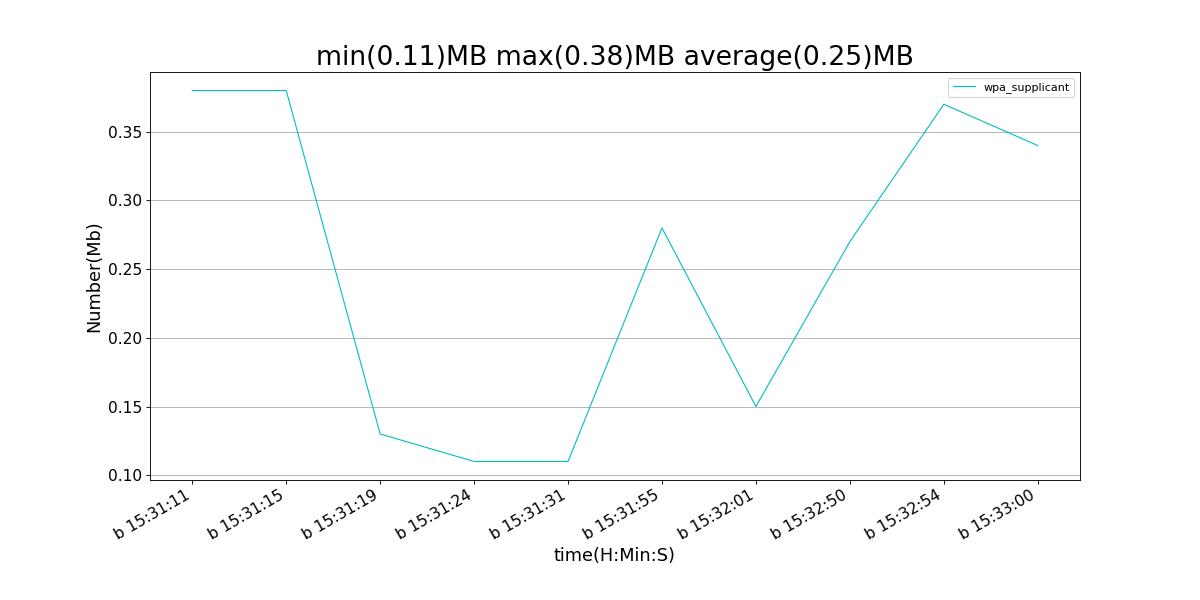 min(0.11)MB max(0.38)MB average(0.25)MB
wpa_supplicant
0.35
0.30
0.25
0.20
0.15
0.10
Number(Mb)
b 15:31:11
b 15:31:15
b 15:31:19
b 15:31:24
b 15:31:31
b 15:31:55
b 15:32:01
b 15:32:50
b 15:32:54
b 15:33:00
time(H:Min:S)